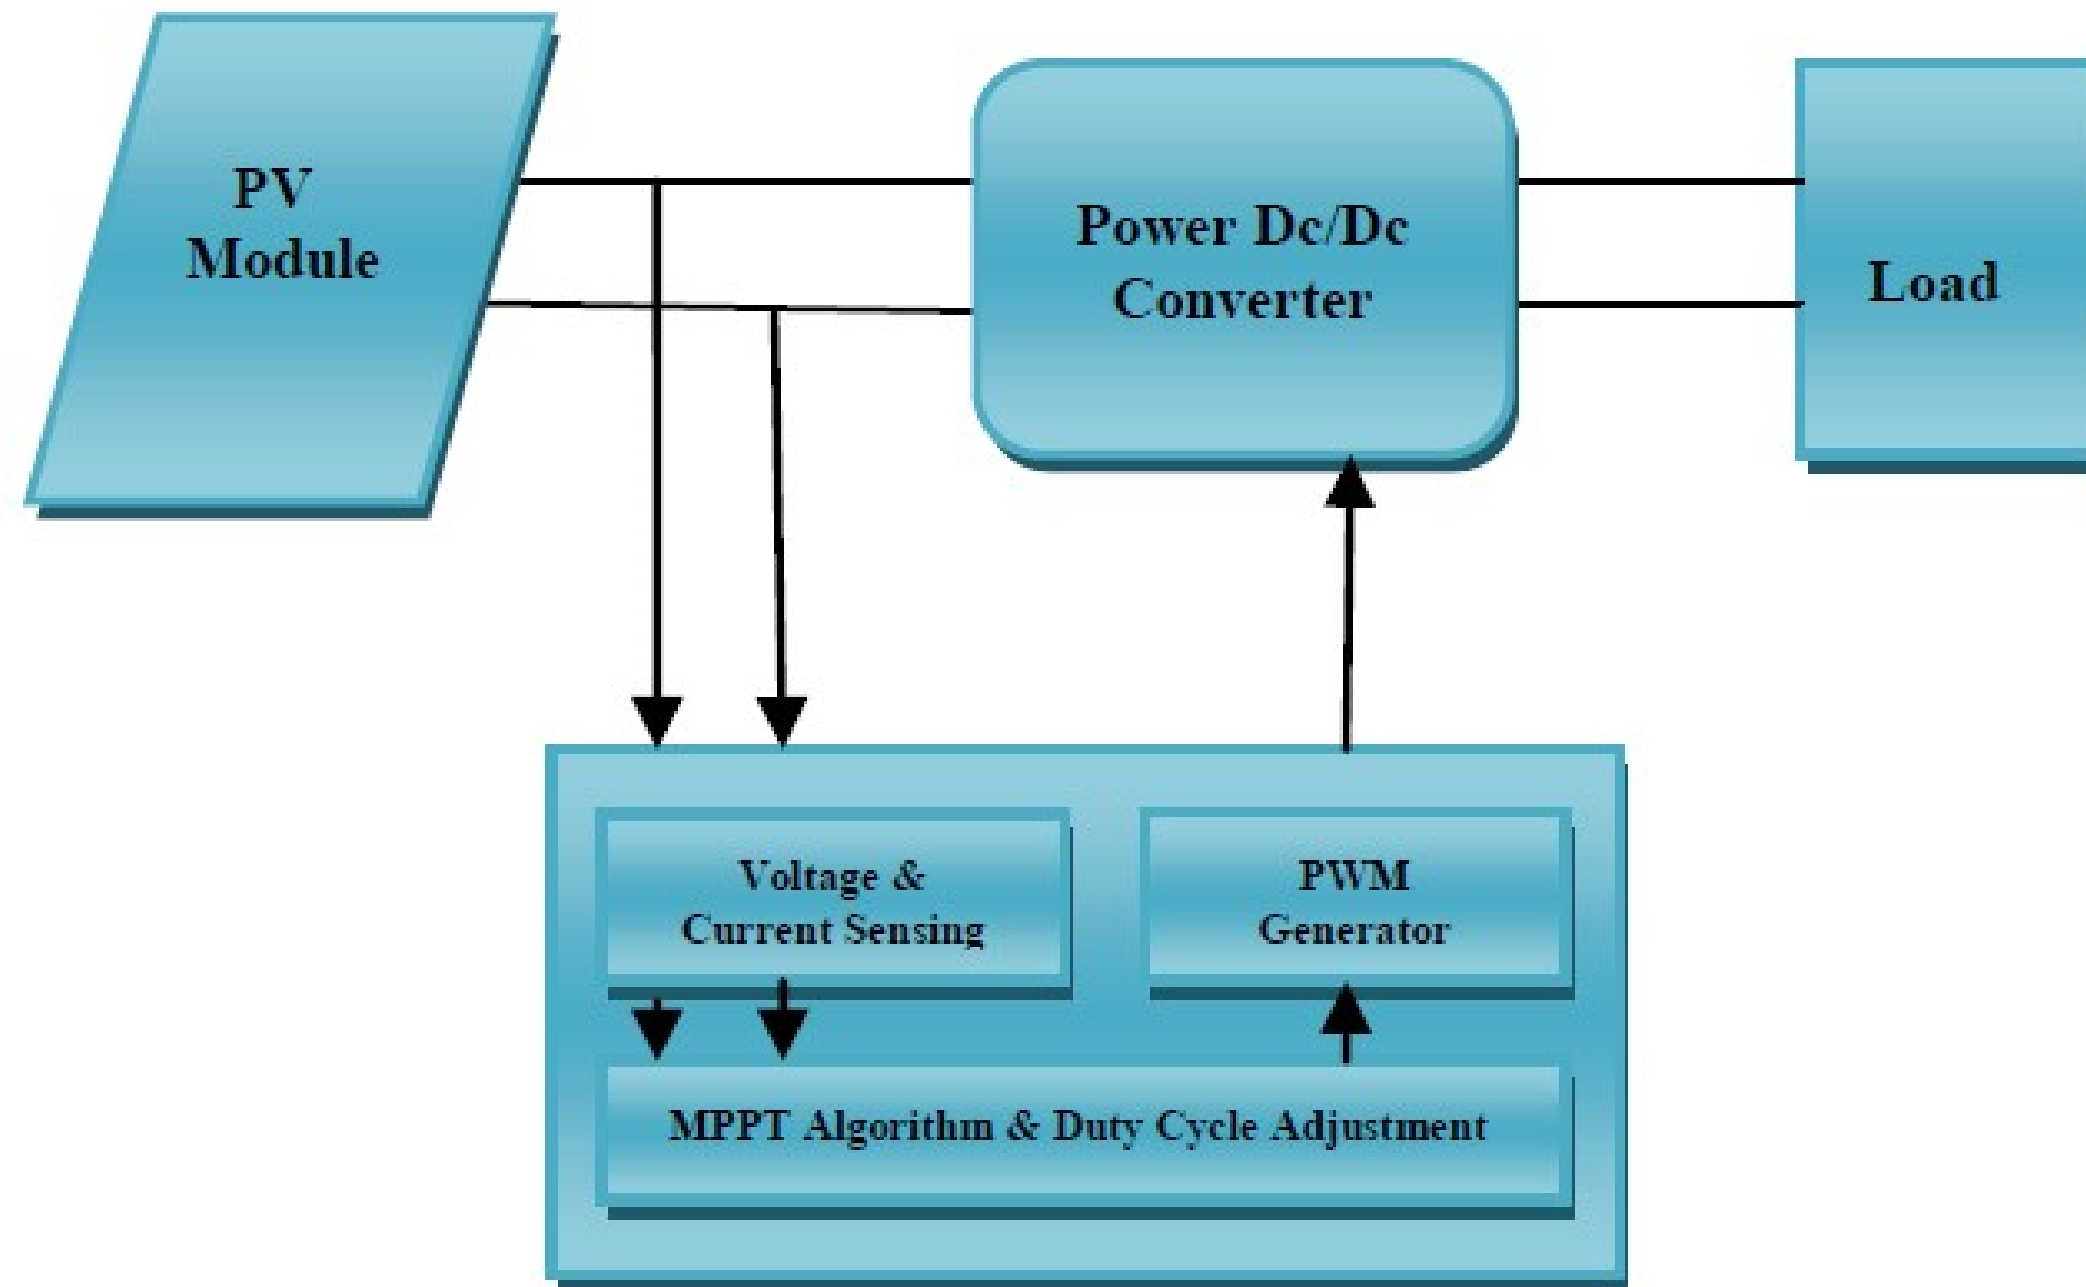 PV
Module
Power Dc/Dc
Converter
Load
Voltage &
Current Sensing
PWM
Generator
MPPT Algorithm & Duty Cycle Adjustment